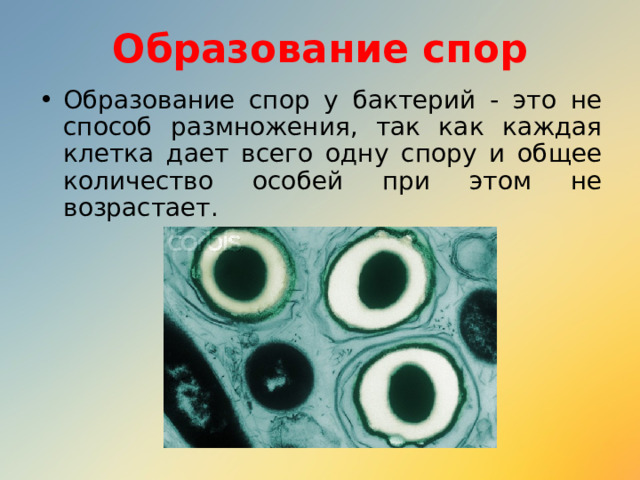 Образование спор
• Образование спор у бактерий - это не
способ размножения, так как каждая
клетка дает всего одну спору и общее
количество особей при этом не
возрастает.
corbis